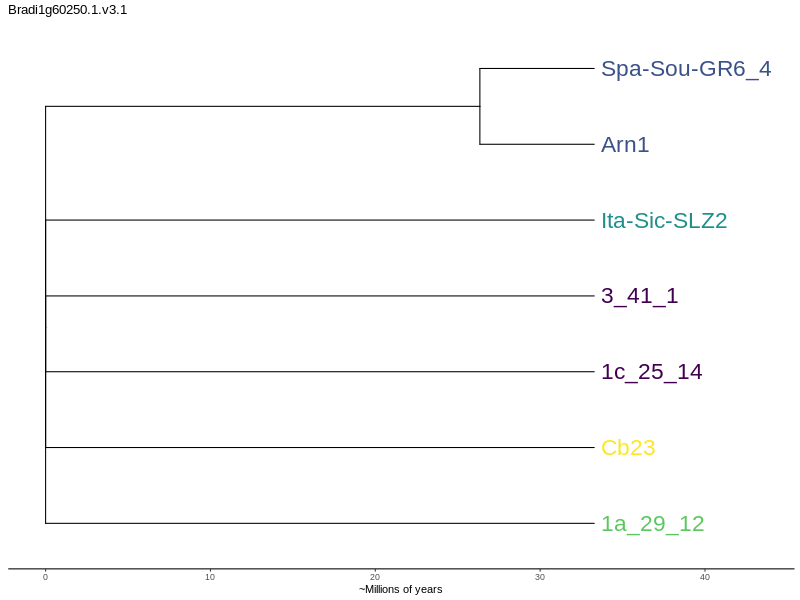 Bradi1g60250.1.v3.1
Spa-Sou-GR6_4
Arn1
Ita-Sic-SLZ2
3_41_1
1c_25_14
Cb23
1a_29_12
0 10 20 30 40
~Millions of years